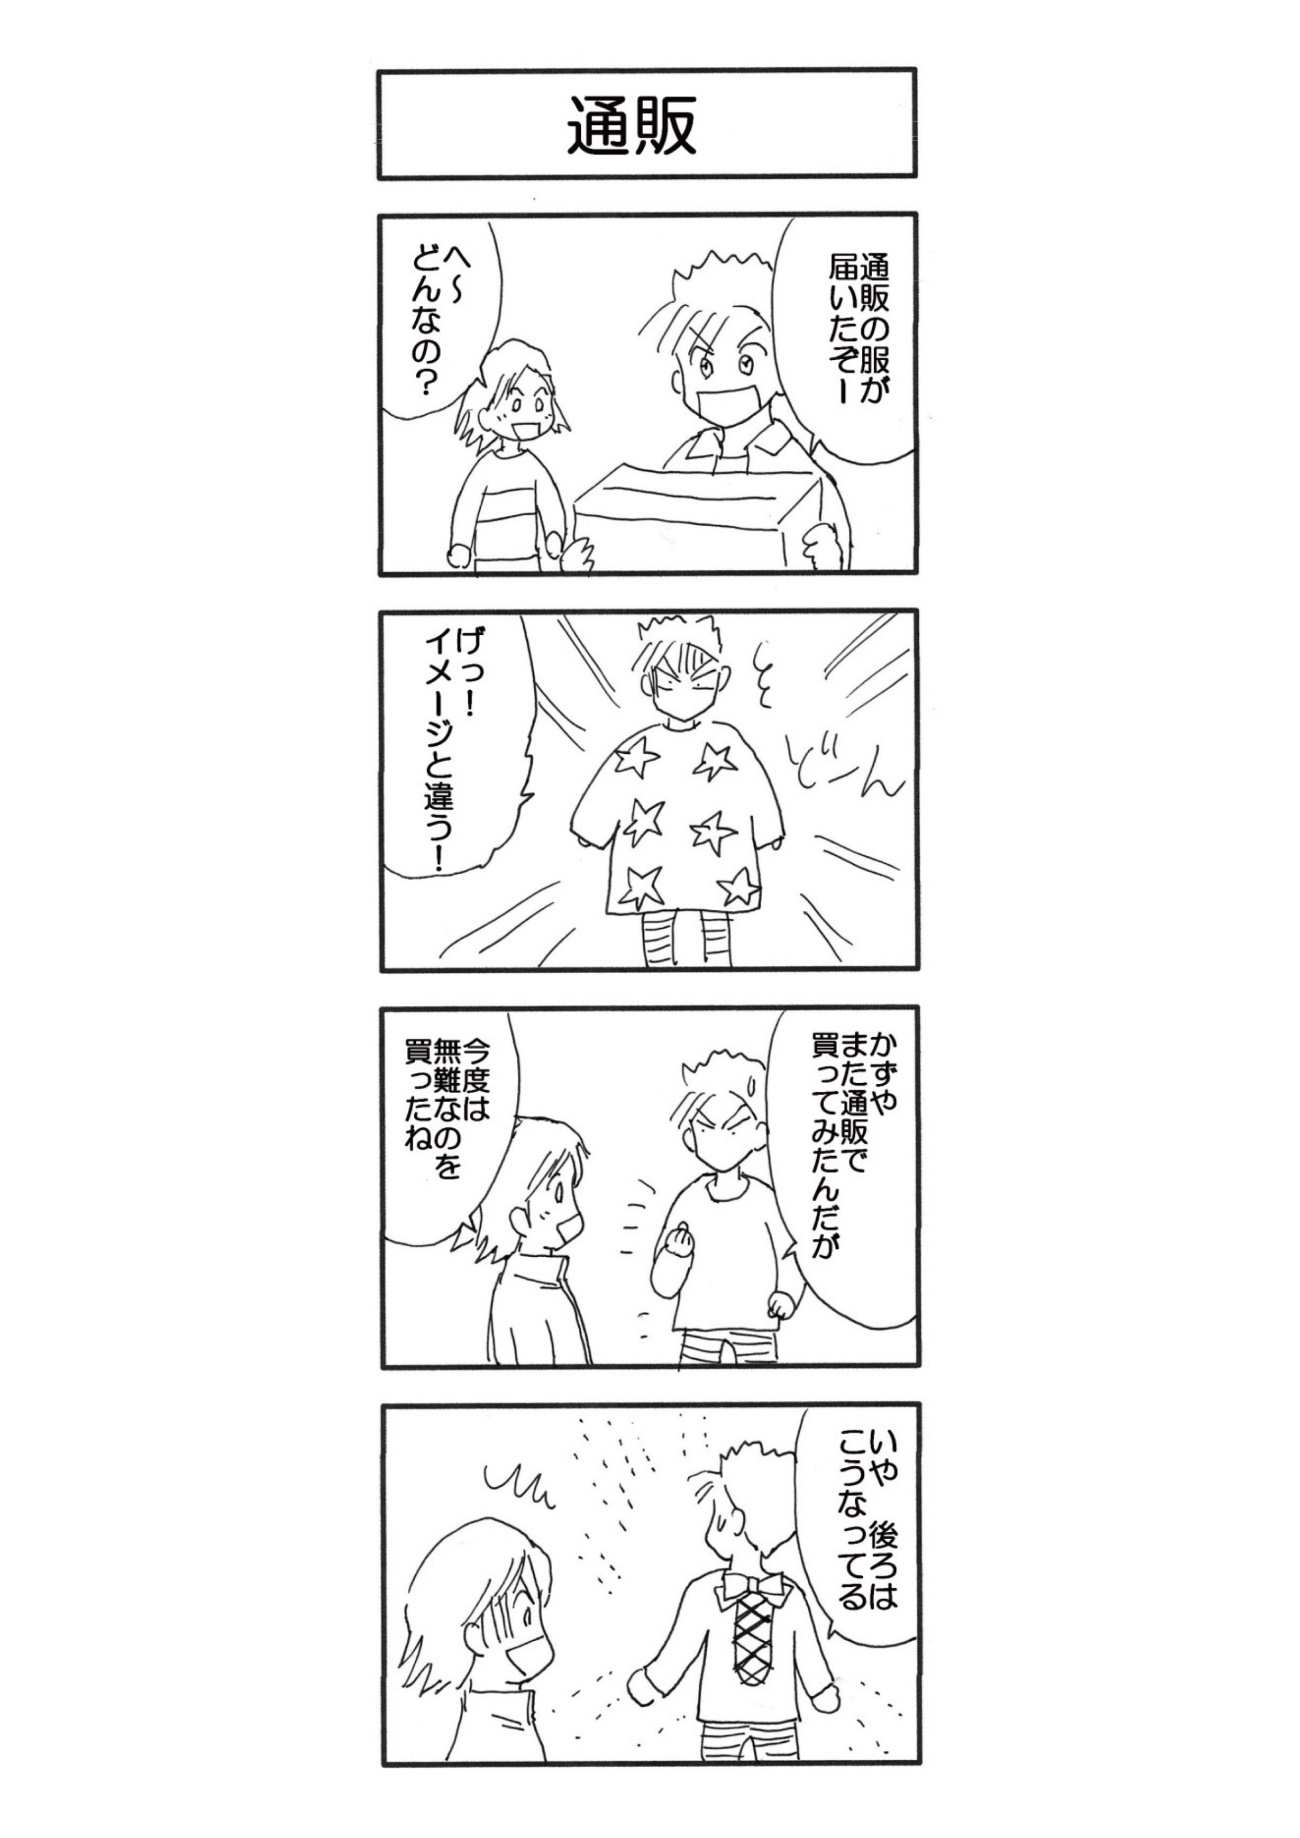 通販
通販の服が
届いたぞー
へ～
どんなの？
げっ！
イメージと違う！
どーん
かずや
また通販で
買ってみたんだが
今度は
無難なのを
買ったね
いや 後ろは
こうなってる